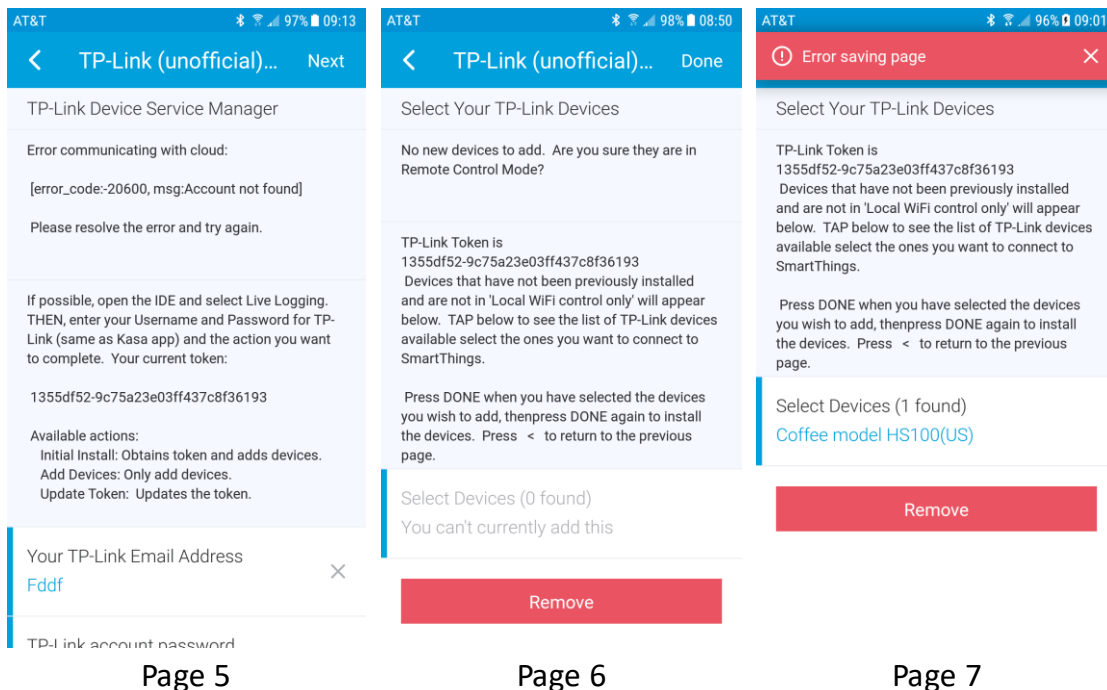 AT&T 97% 09:13
TP-Link (unofficial)... Next
TP-Link Device Service Manager
Error communicating with cloud:
[error_code:-20600, msg:Account not found]
Please resolve the error and try again.
If possible, open the IDE and select Live Logging.
THEN, enter your Username and Password for TP-
Link (same as Kasa app) and the action you want
to complete. Your current token:
1355df52-9c75a23e03ff437c8f36193
Available actions:
Initial Install: Obtains token and adds devices.
Add Devices: Only add devices.
Update Token: Updates the token.
Your TP-Link Email Address
Fddf
TP-Link account password
Page 5
AT&T 98% 08:50
TP-Link (unofficial)... Done
Select Your TP-Link Devices
No new devices to add. Are you sure they are in
Remote Control Mode?
TP-Link Token is
1355df52-9c75a23e03ff437c8f36193
Devices that have not been previously installed
and are not in 'Local WiFi control only' will appear
below. TAP below to see the list of TP-Link devices
available select the ones you want to connect to
SmartThings.
Press DONE when you have selected the devices
you wish to add, thenpress DONE again to install
the devices. Press < to return to the previous
page.
Select Devices (0 found)
You can't currently add this
Remove
Page 6
AT&T 96% 09:01
Error saving page
Select Your TP-Link Devices
TP-Link Token is
1355df52-9c75a23e03ff437c8f36193
Devices that have not been previously installed
and are not in 'Local WiFi control only' will appear
below. TAP below to see the list of TP-Link devices
available select the ones you want to connect to
SmartThings.
Press DONE when you have selected the devices
you wish to add, thenpress DONE again to install
the devices. Press < to return to the previous
page.
Select Devices (1 found)
Coffee model HS100(US)
Remove
Page 7